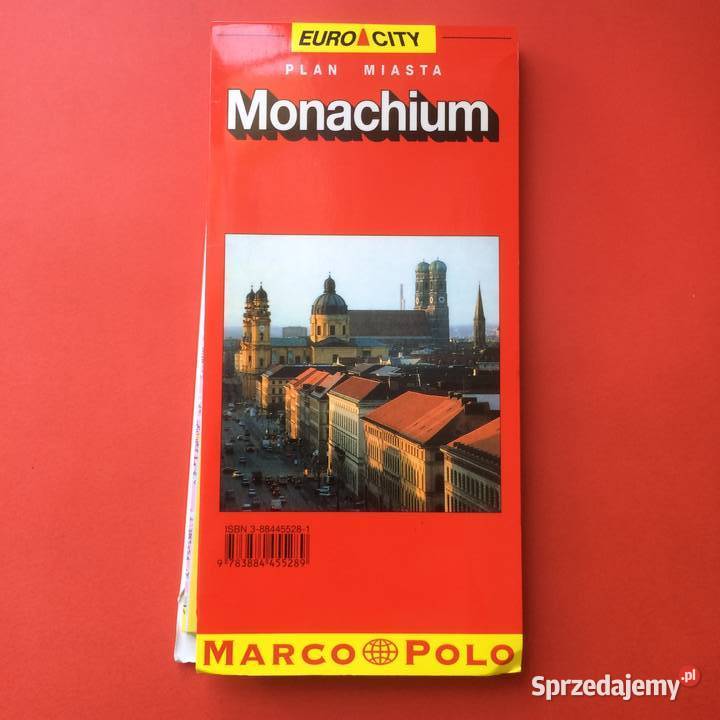 EURO CITY
PLAN MIASTA
Monachium
ISBN 3-88445528-1
9 783884 455289
MARCO POLO
Sprzedajemy.pl